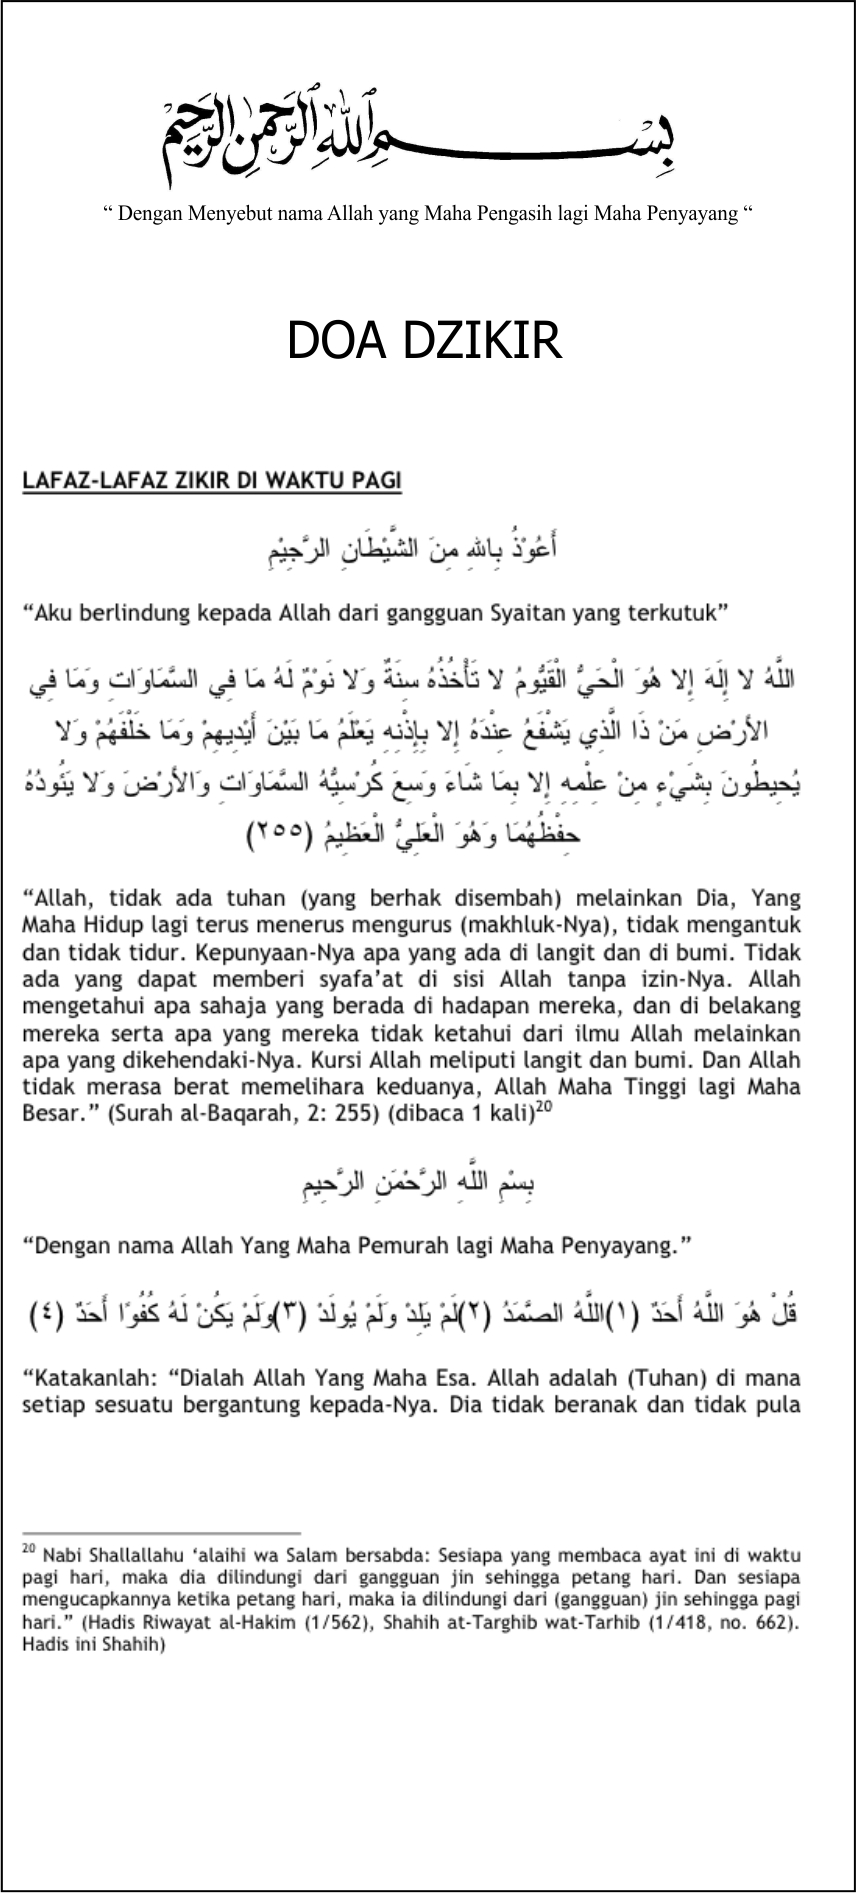 بِسْمِ ٱللَّهِ ٱلرَّحْمَٰنِ ٱلرَّحِيمِ
“ Dengan Menyebut nama Allah yang Maha Pengasih lagi Maha Penyayang “
DOA DZIKIR
LAFAZ-LAFAZ ZIKIR DI WAKTU PAGI
أَعُوْذُ بِاللهِ مِنَ الشَّيْطَانِ الرَّجِيْمِ
“Aku berlindung kepada Allah dari gangguan Syaitan yang terkutuk”
اللَّهُ لا إِلَهَ إِلا هُوَ الْحَيُّ الْقَيُّومُ لا تَأْخُذُهُ سِنَةٌ وَلا نَوْمٌ لَهُ مَا فِي السَّمَاوَاتِ وَمَا فِي
الأرْضِ مَنْ ذَا الَّذِي يَشْفَعُ عِنْدَهُ إِلا بِإِذْنِهِ يَعْلَمُ مَا بَيْنَ أَيْدِيهِمْ وَمَا خَلْفَهُمْ وَلا
يُحِيطُونَ بِشَيْءٍ مِنْ عِلْمِهِ إِلا بِمَا شَاءَ وَسِعَ كُرْسِيُّهُ السَّمَاوَاتِ وَالأرْضَ وَلا يَئُودُهُ
حِفْظُهُمَا وَهُوَ الْعَلِيُّ الْعَظِيمُ (٢٥٥)
“Allah, tidak ada tuhan (yang berhak disembah) melainkan Dia, Yang
Maha Hidup lagi terus menerus mengurus (makhluk-Nya), tidak mengantuk
dan tidak tidur. Kepunyaan-Nya apa yang ada di langit dan di bumi. Tidak
ada yang dapat memberi syafa’at di sisi Allah tanpa izin-Nya. Allah
mengetahui apa sahaja yang berada di hadapan mereka, dan di belakang
mereka serta apa yang mereka tidak ketahui dari ilmu Allah melainkan
apa yang dikehendaki-Nya. Kursi Allah meliputi langit dan bumi. Dan Allah
tidak merasa berat memelihara keduanya, Allah Maha Tinggi lagi Maha
Besar.” (Surah al-Baqarah, 2: 255) (dibaca 1 kali)20
بِسْمِ اللَّهِ الرَّحْمَنِ الرَّحِيمِ
“Dengan nama Allah Yang Maha Pemurah lagi Maha Penyayang.”
قُلْ هُوَ اللَّهُ أَحَدٌ (١)اللَّهُ الصَّمَدُ (٢)لَمْ يَلِدْ وَلَمْ يُولَدْ (٣)وَلَمْ يَكُنْ لَهُ كُفُوًا أَحَدٌ (٤)
“Katakanlah: “Dialah Allah Yang Maha Esa. Allah adalah (Tuhan) di mana
setiap sesuatu bergantung kepada-Nya. Dia tidak beranak dan tidak pula
20 Nabi Shallallahu ‘alaihi wa Salam bersabda: Sesiapa yang membaca ayat ini di waktu
pagi hari, maka dia dilindungi dari gangguan jin sehingga petang hari. Dan sesiapa
mengucapkannya ketika petang hari, maka ia dilindungi dari (gangguan) jin sehingga pagi
hari.” (Hadis Riwayat al-Hakim (1/562), Shahih at-Targhib wat-Tarhib (1/418, no. 662).
Hadis ini Shahih)